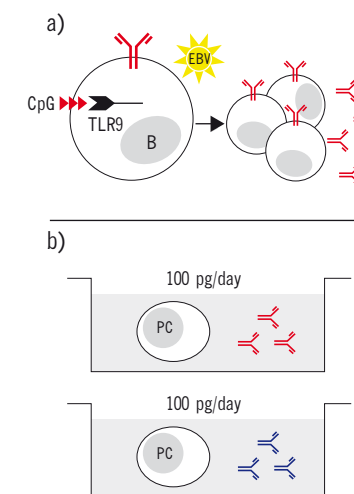 a)
EBV
CpG
TLR9
B
b)
100 pg/day
PC
100 pg/day
PC